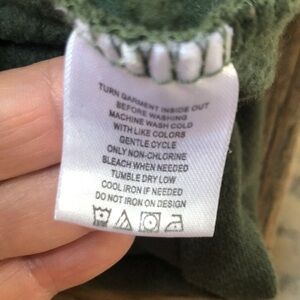 TURN GARMENT INSIDE OUT
BEFORE WASHING
MACHINE WASH COLD
WITH LIKE COLORS
GENTLE CYCLE
ONLY NON-CHLORINE
BLEACH WHEN NEEDED
TUMBLE DRY LOW
COOL IRON IF NEEDED
DO NOT IRON ON DESIGN